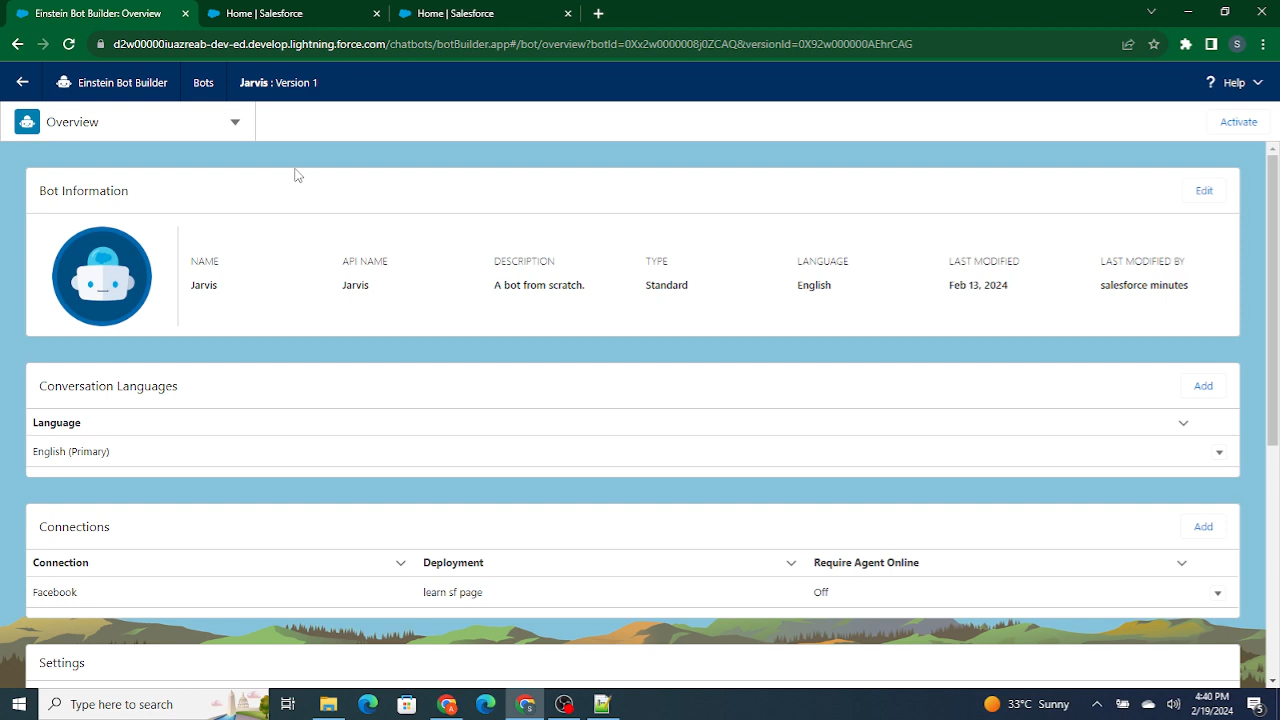 Einstein Bot Builder: Overview
Home | Salesforce
Home | Salesforce
d2w00000iuazreab-dev-ed.develop.lightning.force.com/chatbots/botBuilder.app#/bot/overview?botId=0Xx2w0000008j0ZCAQ&versionId=0X92w000000AEhrCAG
S
Einstein Bot Builder
Bots
Jarvis : Version 1
? Help
Overview
Activate
Bot Information
Edit
NAME
API NAME
DESCRIPTION
TYPE
LANGUAGE
LAST MODIFIED
LAST MODIFIED BY
Jarvis
Jarvis
A bot from scratch.
Standard
English
Feb 13, 2024
salesforce minutes
Conversation Languages
Add
Language
English (Primary)
Connections
Add
Connection
Deployment
Require Agent Online
Facebook
learn sf page
Off
Settings
Type here to search
33°C Sunny
4:40 PM
2/19/2024
5